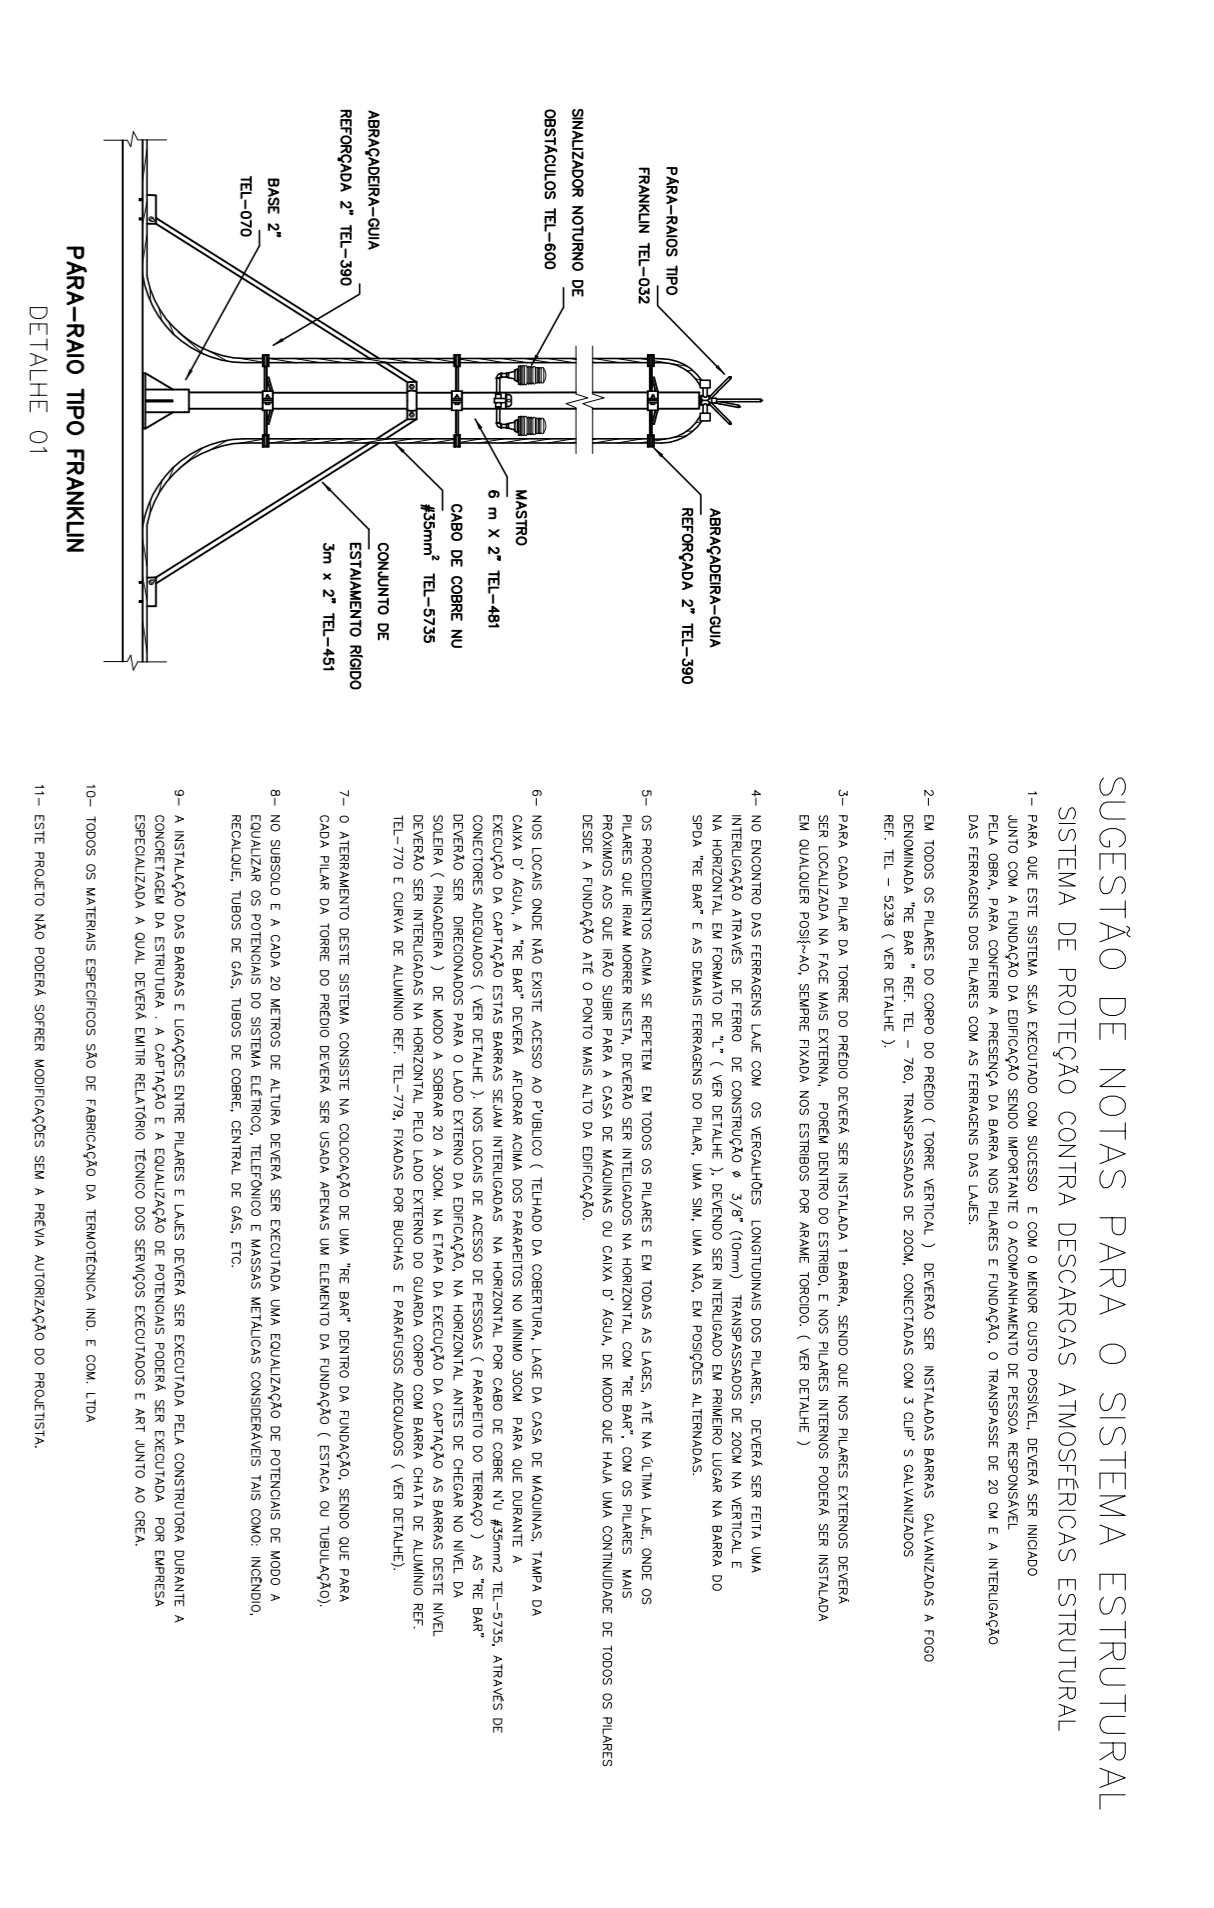 PÁRA-RAIOS TIPO
FRANKLIN TEL-032
SINALIZADOR NOTURNO DE
OBSTÁCULOS TEL-600
ABRAÇADEIRA-GUIA
REFORÇADA 2" TEL-390
BASE 2"
TEL-070
ABRAÇADEIRA-GUIA
REFORÇADA 2" TEL-390
MASTRO
6 m X 2" TEL-481
CABO DE COBRE NU
#35mm² TEL-5735
CONJUNTO DE
ESTAIAMENTO RÍGIDO
3m x 2" TEL-451
PÁRA-RAIO TIPO FRANKLIN
DETALHE 01
SUGESTÃO DE NOTAS PARA O SISTEMA ESTRUTURAL
SISTEMA DE PROTEÇÃO CONTRA DESCARGAS ATMOSFÉRICAS ESTRUTURAL
1- PARA QUE ESTE SISTEMA SEJA EXECUTADO COM SUCESSO E COM O MENOR CUSTO POSSIVEL, DEVERÁ SER INICIADO
JUNTO COM A FUNDAÇÃO DA EDIFICAÇÃO SENDO IMPORTANTE O ACOMPANHAMENTO DE PESSOA RESPONSÁVEL
PELA OBRA, PARA CONFERIR A PRESENÇA DA BARRA NOS PILARES E FUNDAÇÃO, O TRANSPASSE DE 20 CM E A INTERLIGAÇÃO
DAS FERRAGENS DOS PILARES COM AS FERRAGENS DAS LAJES.
2- EM TODOS OS PILARES DO CORPO DO PRÉDIO ( TORRE VERTICAL ) DEVERÃO SER INSTALADAS BARRAS GALVANIZADAS A FOGO
DENOMINADA "RE BAR " REF. TEL - 760, TRANSPASSADAS DE 20CM, CONECTADAS COM 3 CLIP' S GALVANIZADOS
REF. TEL - 5238 ( VER DETALHE ).
3- PARA CADA PILAR DA TORRE DO PRÉDIO DEVERÁ SER INSTALADA 1 BARRA, SENDO QUE NOS PILARES EXTERNOS DEVERÁ
SER LOCALIZADA NA FACE MAIS EXTERNA, PORÉM DENTRO DO ESTRIBO, E NOS PILARES INTERNOS PODERÁ SER INSTALADA
EM QUALQUER POSI{~AO, SEMPRE FIXADA NOS ESTRIBOS POR ARAME TORCIDO. ( VER DETALHE )
4- NO ENCONTRO DAS FERRAGENS LAJE COM OS VERGALHÕES LONGITUDINAIS DOS PILARES, DEVERÁ SER FEITA UMA
INTERLIGAÇÃO ATRAVÉS DE FERRO DE CONSTRUÇÃO ø 3/8" (10mm) TRANSPASSADOS DE 20CM NA VERTICAL E
NA HORIZONTAL EM FORMATO DE "L" ( VER DETALHE ), DEVENDO SER INTERLIGADO EM PRIMEIRO LUGAR NA BARRA DO
SPDA "RE BAR" E AS DEMAIS FERRAGENS DO PILAR, UMA SIM, UMA NÃO, EM POSIÇÕES ALTERNADAS.
5- OS PROCEDIMENTOS ACIMA SE REPETEM EM TODOS OS PILARES E EM TODAS AS LAGES, ATÉ NA ÚLTIMA LAJE, ONDE OS
PILARES QUE IRIAM MORRER NESTA, DEVERÃO SER INTELIGADOS NA HORIZONTAL COM "RE BAR", COM OS PILARES MAIS
PRÓXIMOS AOS QUE IRÃO SUBIR PARA A CASA DE MÁQUINAS OU CAIXA D' ÁGUA, DE MODO QUE HAJA UMA CONTINUÍDADE DE TODOS OS PILARES
DESDE A FUNDAÇÃO ATÉ O PONTO MAIS ALTO DA EDIFICAÇÃO.
6- NOS LOCAIS ONDE NÃO EXISTE ACESSO AO P'UBLICO ( TELHADO DA COBERTURA, LAGE DA CASA DE MÁQUINAS, TAMPA DA
CAIXA D' ÁGUA, A "RE BAR" DEVERÁ AFLORAR ACIMA DOS PARAPEITOS NO MÍNIMO 30CM PARA QUE DURANTE A
EXECUÇÃO DA CAPTAÇÃO ESTAS BARRAS SEJAM INTERLIGADAS NA HORIZONTAL POR CABO DE COBRE N'U #35mm2 TEL-5735, ATRAVÉS DE
CONECTORES ADEQUADOS ( VER DETALHE ). NOS LOCAIS DE ACESSO DE PESSOAS ( PARAPEITO DO TERRAÇO ) AS "RE BAR"
DEVERÃO SER DIRECIONADOS PARA O LADO EXTERNO DA EDIFICAÇÃO, NA HORIZONTAL ANTES DE CHEGAR NO NÍVEL DA
SOLEIRA ( PINGADEIRA ) DE MODO A SOBRAR 20 A 30CM. NA ETAPA DA EXECUÇÃO DA CAPTAÇÃO AS BARRAS DESTE NÍVEL
DEVERÃO SER INTERLIGADAS NA HORIZONTAL PELO LADO EXTERNO DO GUARDA CORPO COM BARRA CHATA DE ALUMÍNIO REF.
TEL-770 E CURVA DE ALUMÍNIO REF. TEL-779, FIXADAS POR BUCHAS E PARAFUSOS ADEQUADOS ( VER DETALHE).
7- O ATERRAMENTO DESTE SISTEMA CONSISTE NA COLOCAÇÃO DE UMA "RE BAR" DENTRO DA FUNDAÇÃO, SENDO QUE PARA
CADA PILAR DA TORRE DO PRÉDIO DEVERÁ SER USADA APENAS UM ELEMENTO DA FUNDAÇÃO ( ESTACA OU TUBULAÇÃO).
8- NO SUBSOLO E A CADA 20 METROS DE ALTURA DEVERÁ SER EXECUTADA UMA EQUALIZAÇÃO DE POTENCIAIS DE MODO A
EQUALIZAR OS POTENCIAIS DO SISTEMA ELÉTRICO, TELEFÔNICO E MASSAS METÁLICAS CONSIDERÁVEIS TAIS COMO: INCÊNDIO,
RECALQUE, TUBOS DE GÁS, TUBOS DE COBRE, CENTRAL DE GÁS, ETC.
9- A INSTALAÇÃO DAS BARRAS E LIGAÇÕES ENTRE PILARES E LAJES DEVERÁ SER EXECUTADA PELA CONSTRUTORA DURANTE A
CONCRETAGEM DA ESTRUTURA . A CAPTAÇÃO E A EQUALIZAÇÃO DE POTENCIAIS PODERÁ SER EXECUTADA POR EMPRESA
ESPECIALIZADA A QUAL DEVERÁ EMITIR RELATÓRIO TÉCNICO DOS SERVIÇOS EXECUTADOS E ART JUNTO AO CREA.
10- TODOS OS MATERIAIS ESPECÍFICOS SÃO DE FABRICAÇÃO DA TERMOTÉCNICA IND. E COM. LTDA
11- ESTE PROJETO NÃO PODERÁ SOFRER MODIFICAÇÕES SEM A PRÉVIA AUTORIZAÇÃO DO PROJETISTA.